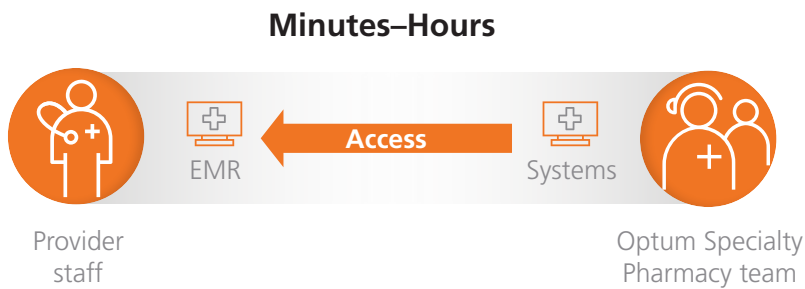 Minutes–Hours
Access
EMR
Systems
Provider
staff
Optum Specialty
Pharmacy team